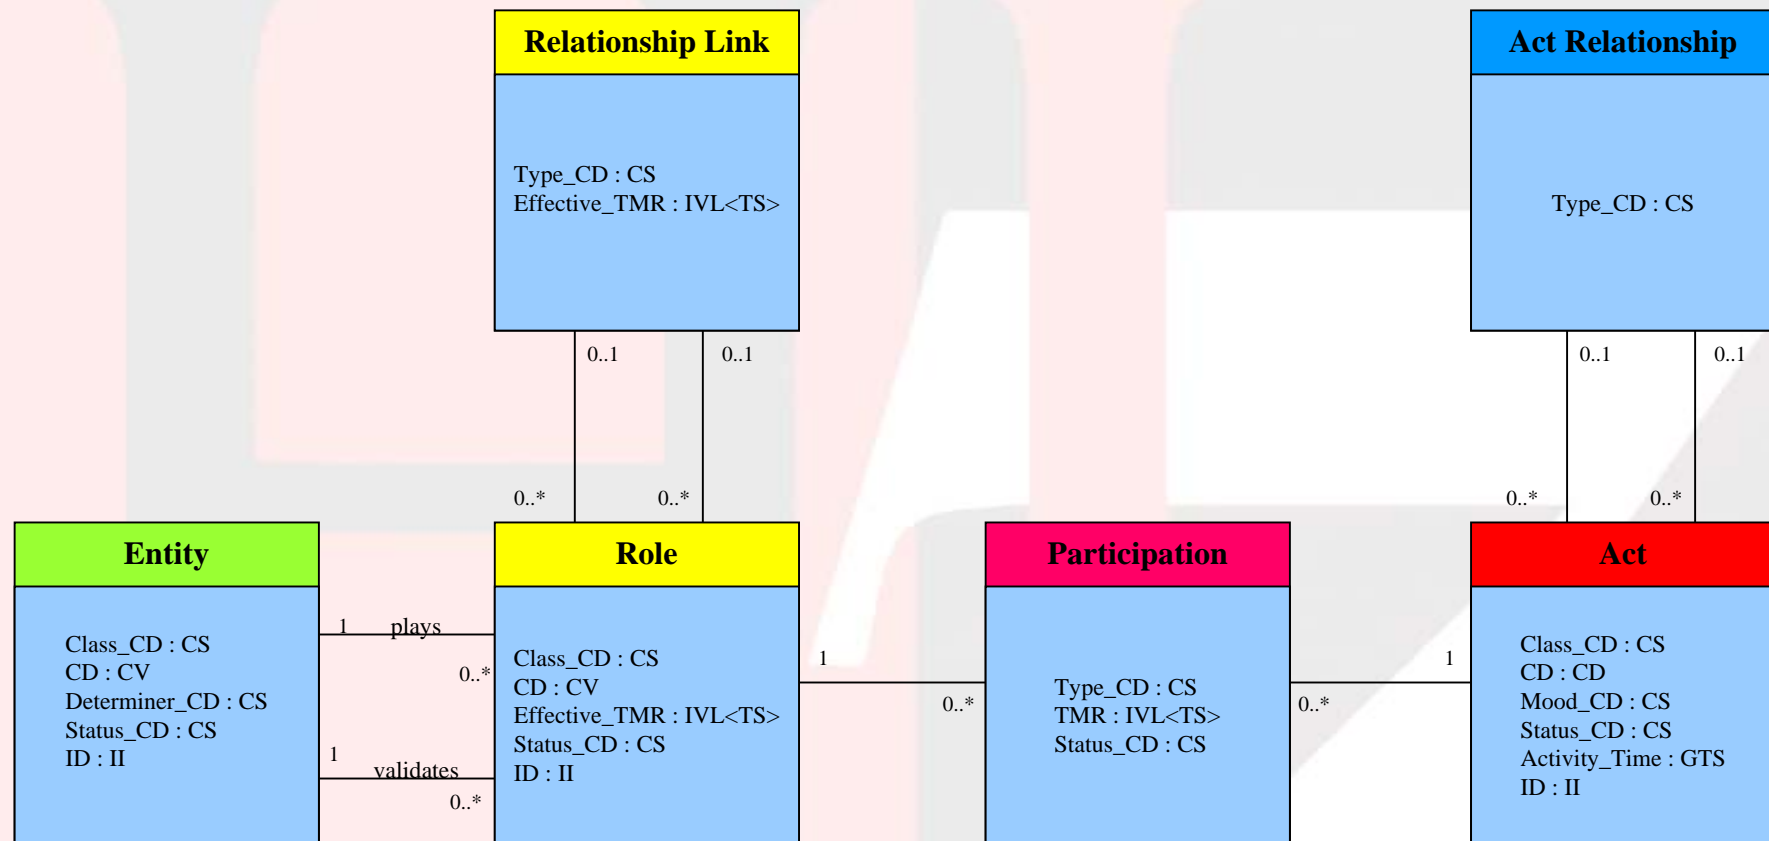 Relationship Link
Type_CD : CS
Effective_TMR : IVL<TS>
Act Relationship
Type_CD : CS
0..1
0..1
0..1
0..1
0..*
0..*
0..*
0..*
Entity
Class_CD : CS
CD : CV
Determiner_CD : CS
Status_CD : CS
ID : II
1
plays
0..*
1
validates
0..*
Role
Class_CD : CS
CD : CV
Effective_TMR : IVL<TS>
Status_CD : CS
ID : II
1
0..*
Participation
Type_CD : CS
TMR : IVL<TS>
Status_CD : CS
0..*
1
Act
Class_CD : CS
CD : CD
Mood_CD : CS
Status_CD : CS
Activity_Time : GTS
ID : II